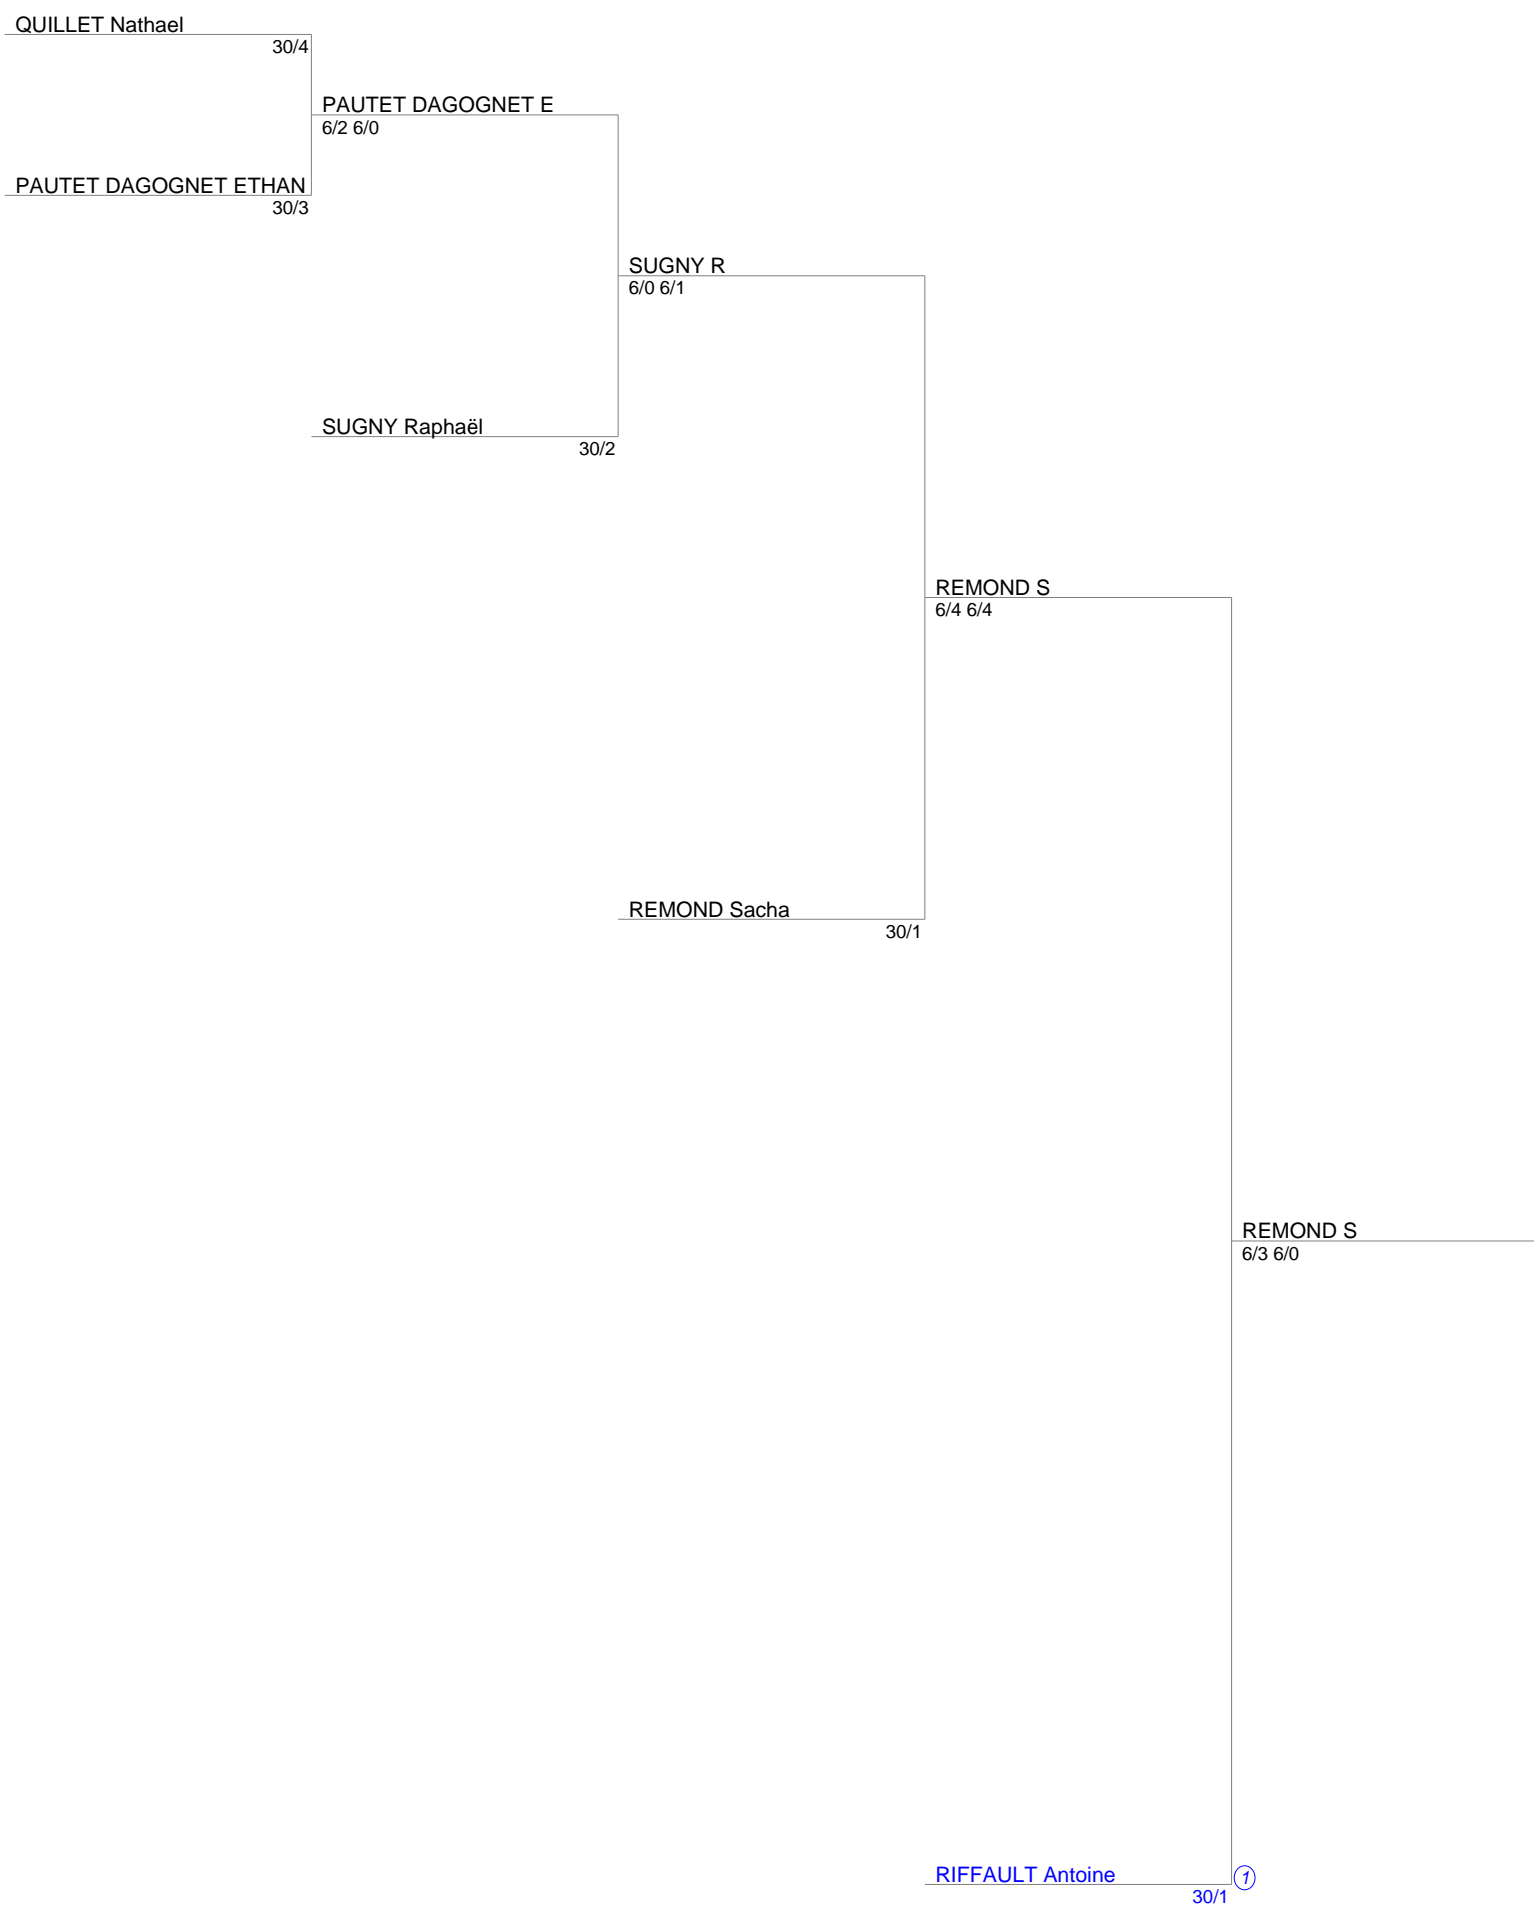 QUILLET Nathael
30/4
PAUTET DAGOGNET E
6/2 6/0
PAUTET DAGOGNET ETHAN
30/3
SUGNY R
6/0 6/1
SUGNY Raphaël
30/2
REMOND S
6/4 6/4
REMOND Sacha
30/1
REMOND S
6/3 6/0
RIFFAULT Antoine
1
30/1